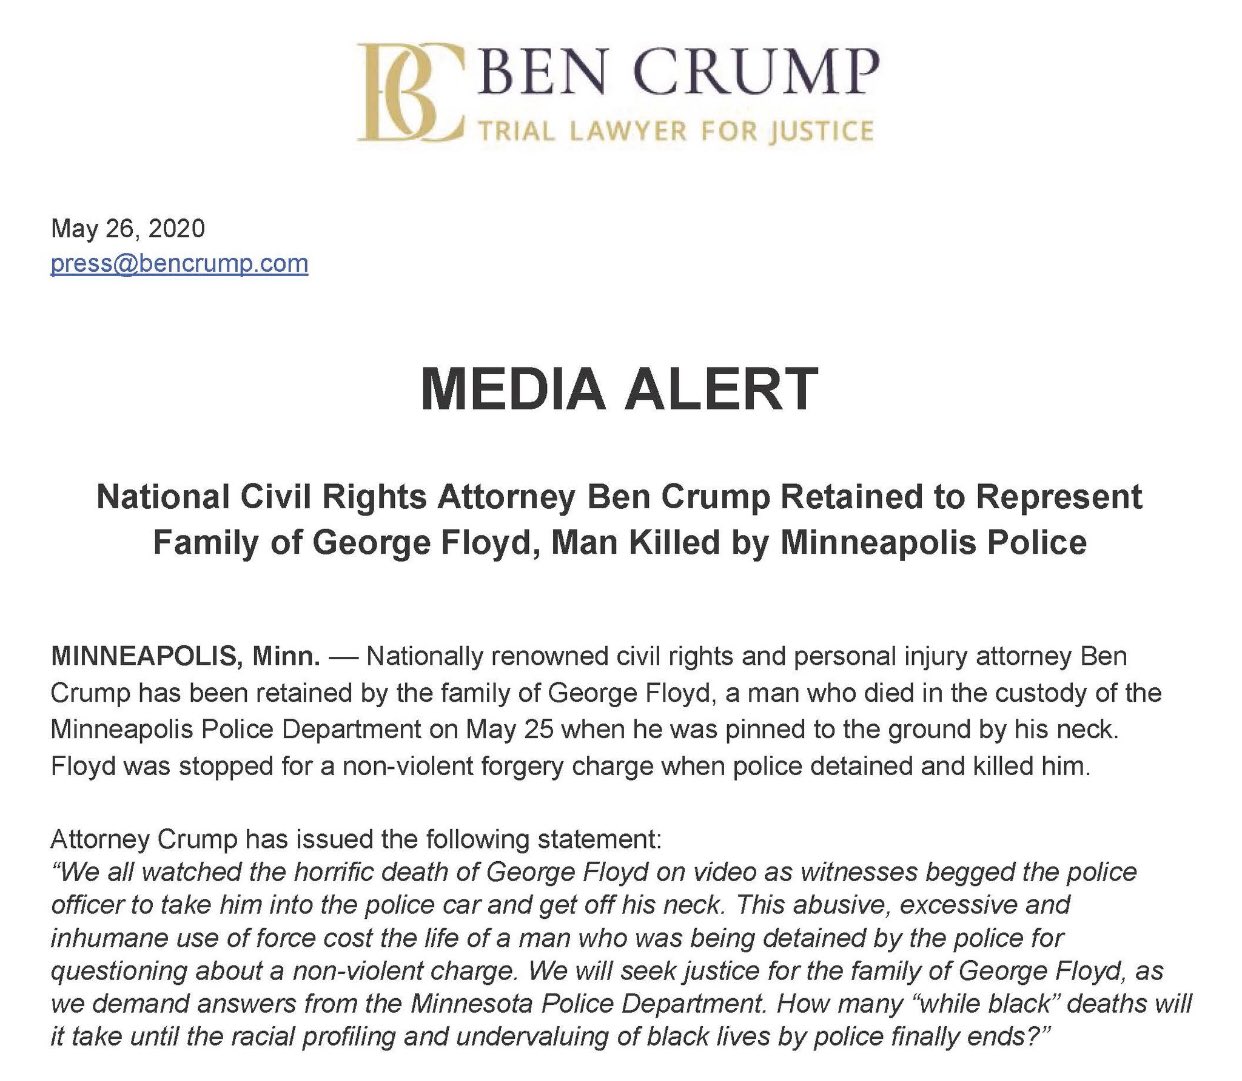 BC BEN CRUMP
TRIAL LAWYER FOR JUSTICE
May 26, 2020
press@bencrump.com
MEDIA ALERT
National Civil Rights Attorney Ben Crump Retained to Represent
Family of George Floyd, Man Killed by Minneapolis Police
MINNEAPOLIS, Minn. — Nationally renowned civil rights and personal injury attorney Ben
Crump has been retained by the family of George Floyd, a man who died in the custody of the
Minneapolis Police Department on May 25 when he was pinned to the ground by his neck.
Floyd was stopped for a non-violent forgery charge when police detained and killed him.
Attorney Crump has issued the following statement:
“We all watched the horrific death of George Floyd on video as witnesses begged the police
officer to take him into the police car and get off his neck. This abusive, excessive and
inhumane use of force cost the life of a man who was being detained by the police for
questioning about a non-violent charge. We will seek justice for the family of George Floyd, as
we demand answers from the Minnesota Police Department. How many “while black” deaths will
it take until the racial profiling and undervaluing of black lives by police finally ends?”